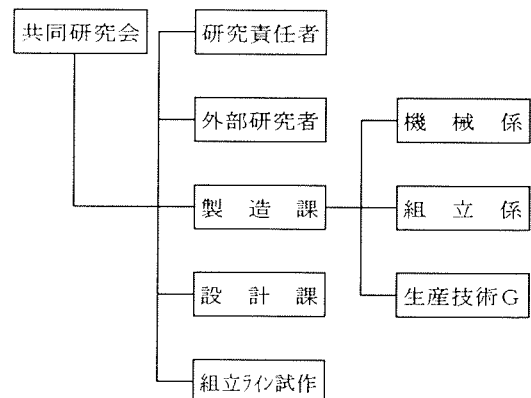 共同研究会
研究責任者
外部研究者
製造課
設計課
組立ライン試作
機械係
組立係
生産技術G